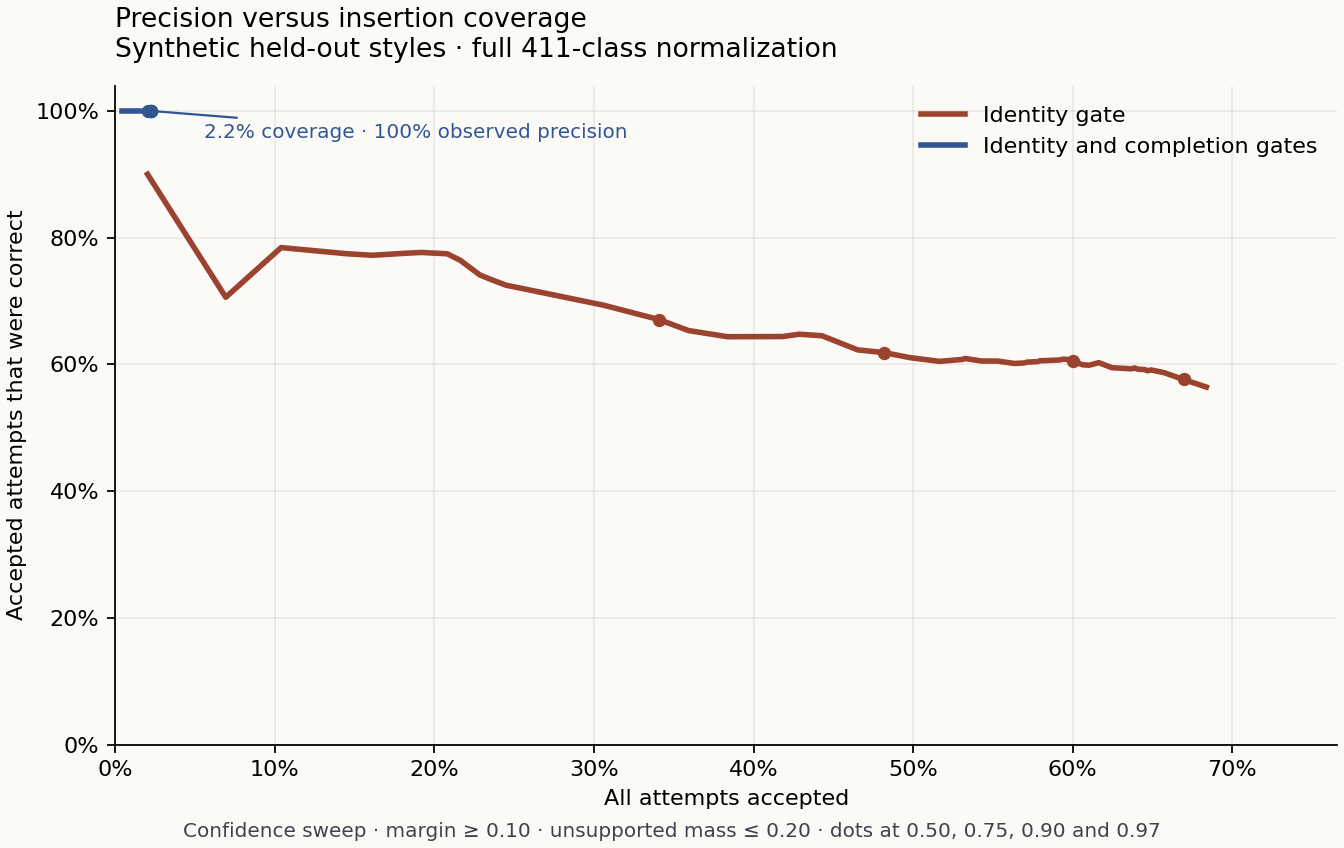 Precision versus insertion coverage
Synthetic held-out styles · full 411-class normalization
100%
80%
60%
40%
20%
0%
Accepted attempts that were correct
2.2% coverage · 100% observed precision
Identity gate
Identity and completion gates
0%
10%
20%
30%
40%
50%
60%
70%
All attempts accepted
Confidence sweep · margin ≥ 0.10 · unsupported mass ≤ 0.20 · dots at 0.50, 0.75, 0.90 and 0.97